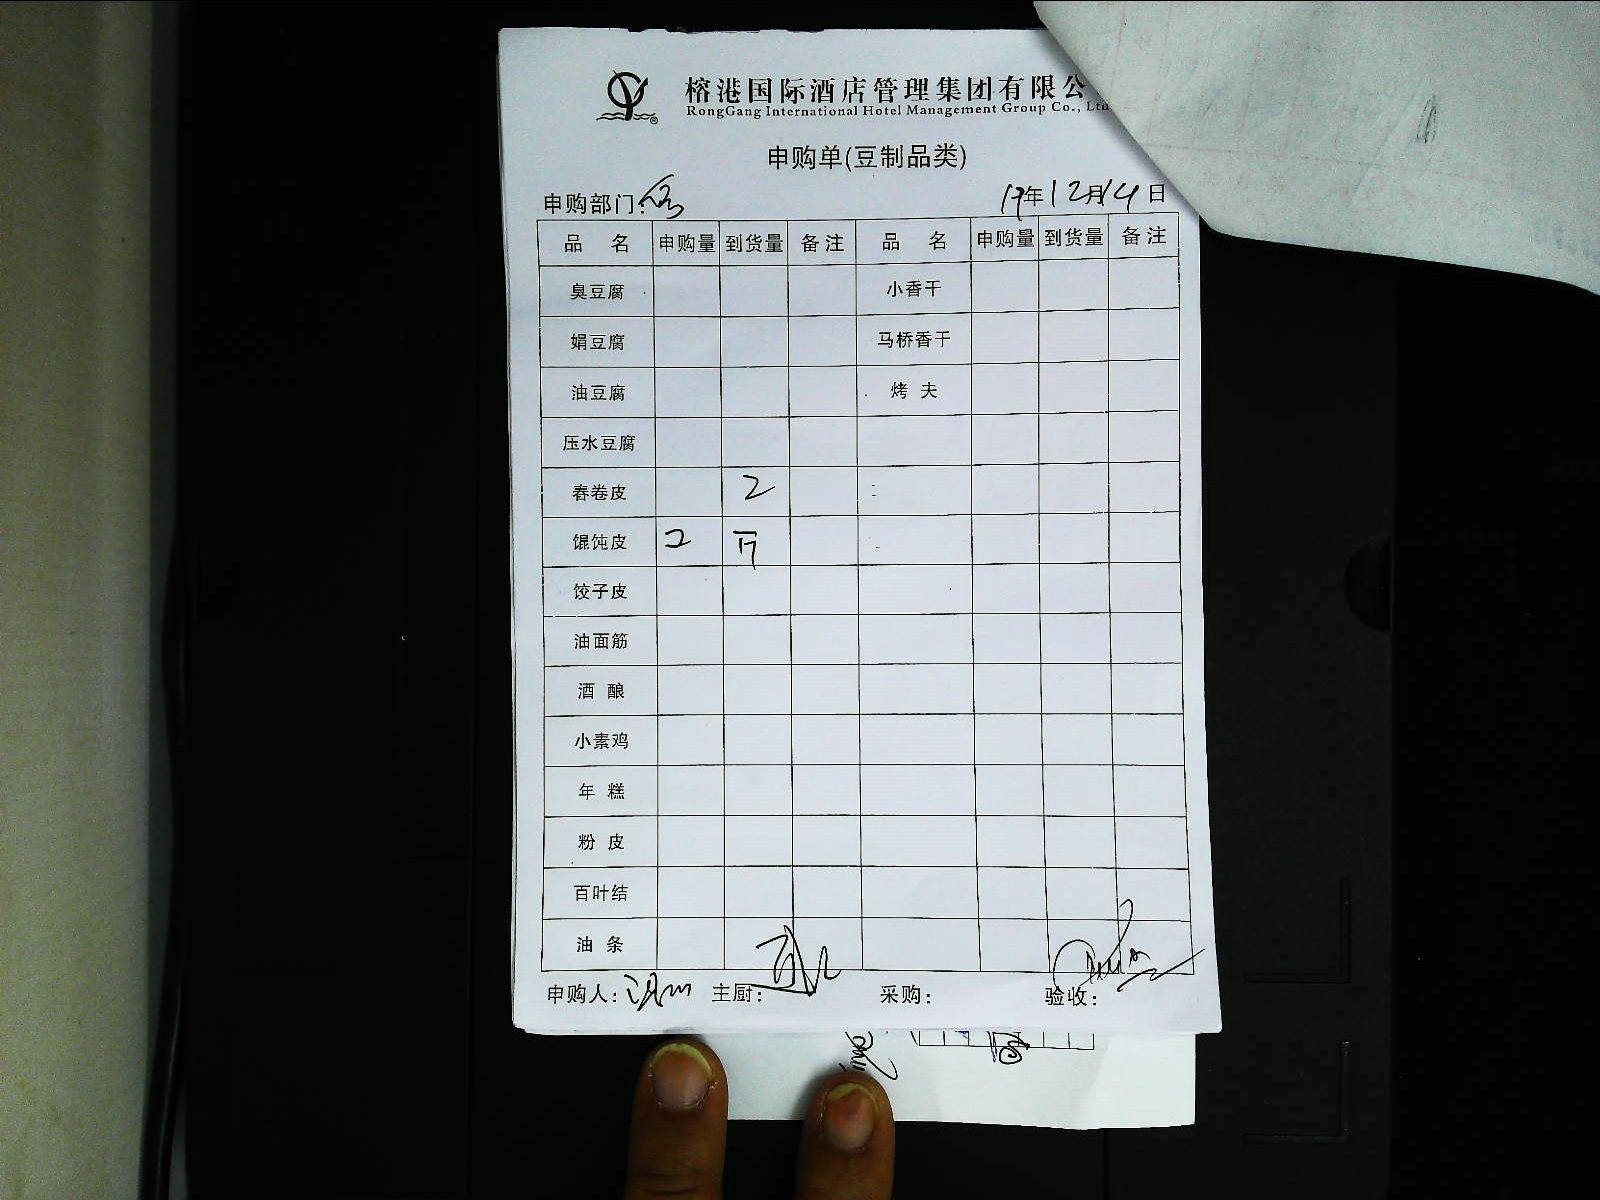 榕港国际酒店管理集团有限公
RongGang International Hotel Management Group Co., Ltd
申购单(豆制品类)
申购部门: 17年12月14日
品名 申购量 到货量 备注 品名 申购量 到货量 备注
臭豆腐 小香干
娟豆腐 马桥香干
油豆腐 烤夫
压水豆腐
春卷皮 2
馄饨皮
饺子皮
油面筋
酒酿
小素鸡
年糕
粉皮
百叶结
油条
申购人: 主厨: 采购: 验收: